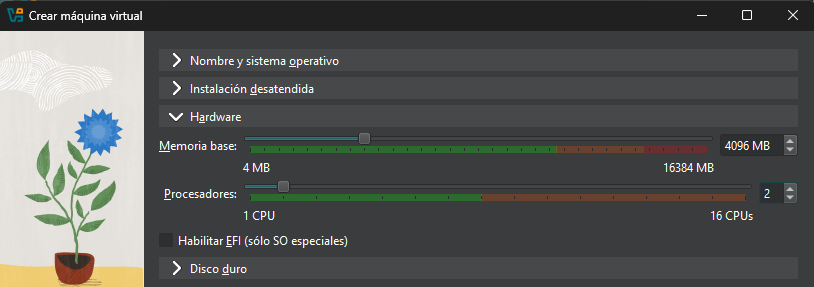 Crear máquina virtual
Nombre y sistema operativo
Instalación desatendida
Hardware
Memoria base:
4096 MB
4 MB
16384 MB
Procesadores:
2
1 CPU
16 CPUs
Habilitar EFI (sólo SO especiales)
Disco duro